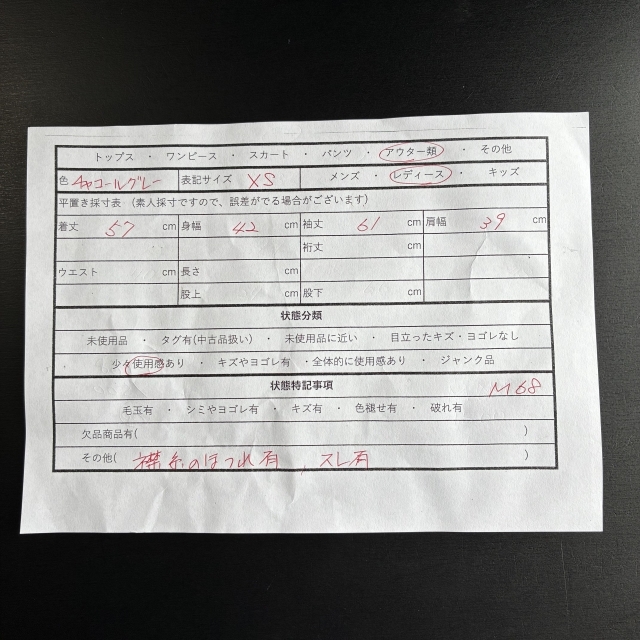 トップス ・ ワンピース ・ スカート ・ パンツ ・ アウター類 ・ その他
色 チャコールグレー 表記サイズ XS メンズ ・ レディース ・ キッズ
平置き採寸表 （素人採寸ですので、誤差がでる場合がございます）
着丈 57 cm 身幅 42 cm 袖丈 61 cm 肩幅 39 cm
裄丈 cm
ウエスト cm 長さ cm
股上 cm 股下 cm
状態分類
未使用品 ・ タグ有(中古品扱い) ・ 未使用品に近い ・ 目立ったキズ・ヨゴレなし
少々使用感あり ・ キズやヨゴレ有 ・全体的に使用感あり ・ ジャンク品
状態特記事項 M68
毛玉有 ・ シミやヨゴレ有 ・ キズ有 ・ 色褪せ有 ・ 破れ有
欠品商品有( )
その他( 襟糸のほつれ有 スレ有 )